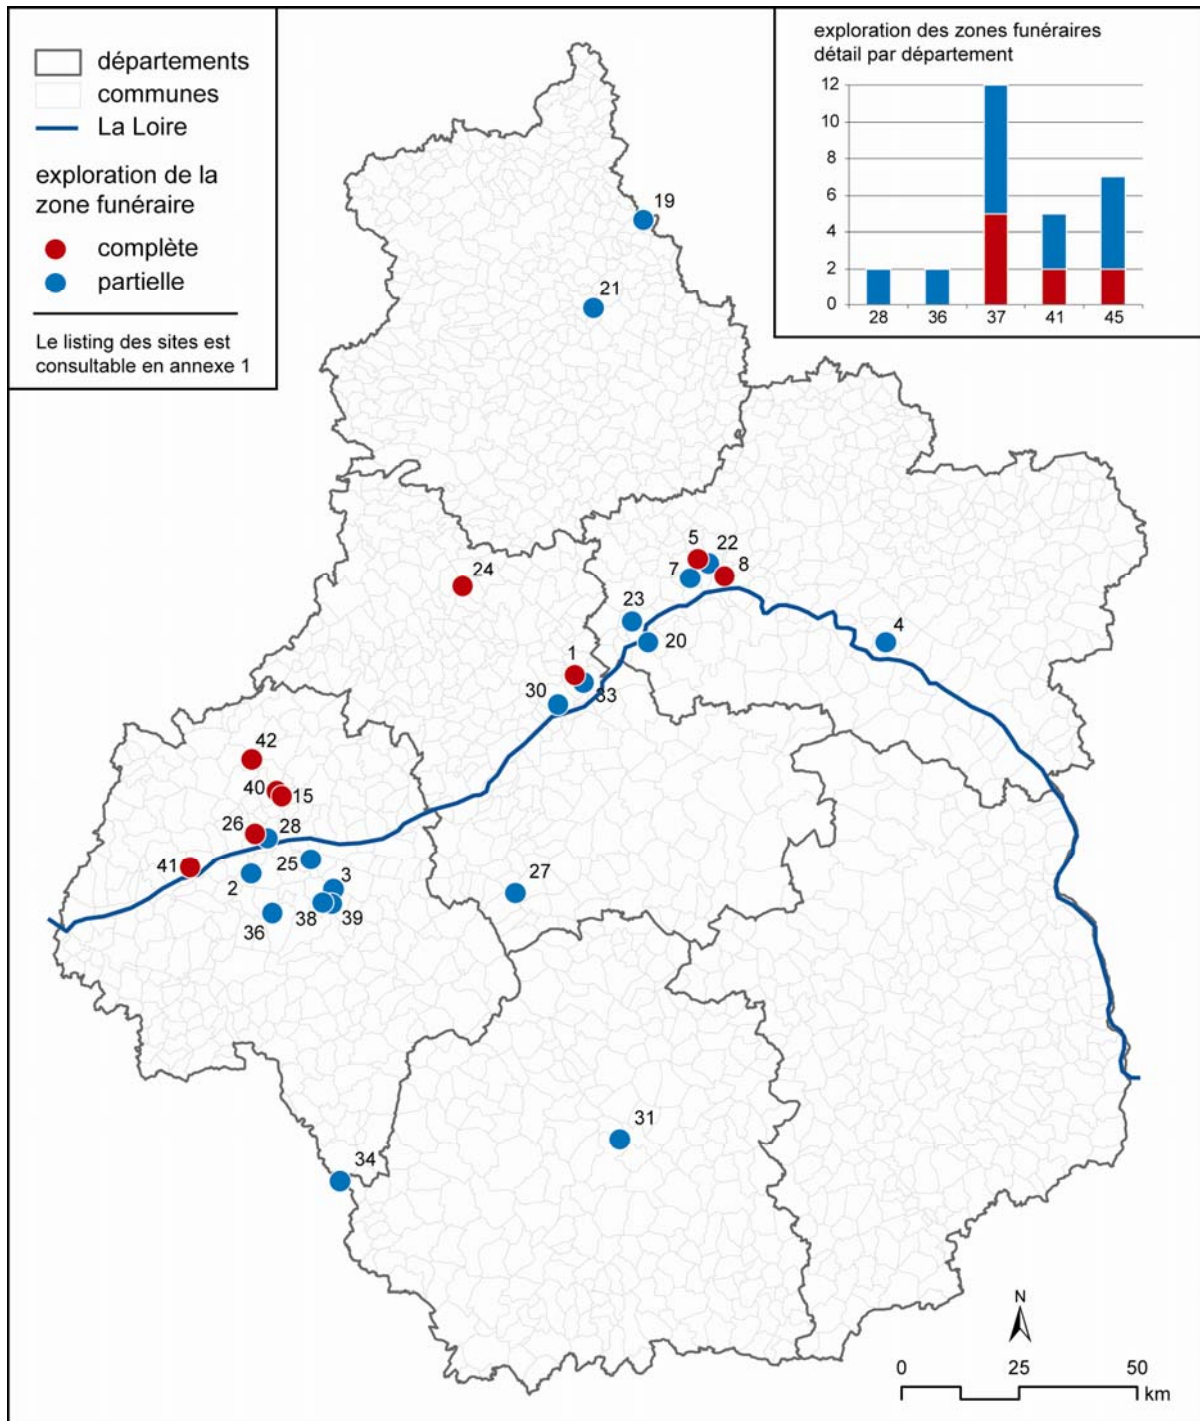 départements
communes
La Loire
exploration de la
zone funéraire
complète
partielle
Le listing des sites est
consultable en annexe 1
exploration des zones funéraires
détail par département
12
10
8
6
4
2
0
28 36 37 41 45
19
21
5 22
8
7
24
23
20
4
1
33
30
42
40 15
26 28
41
25
2
3
38 39
36
27
31
34
N
0 25 50
km